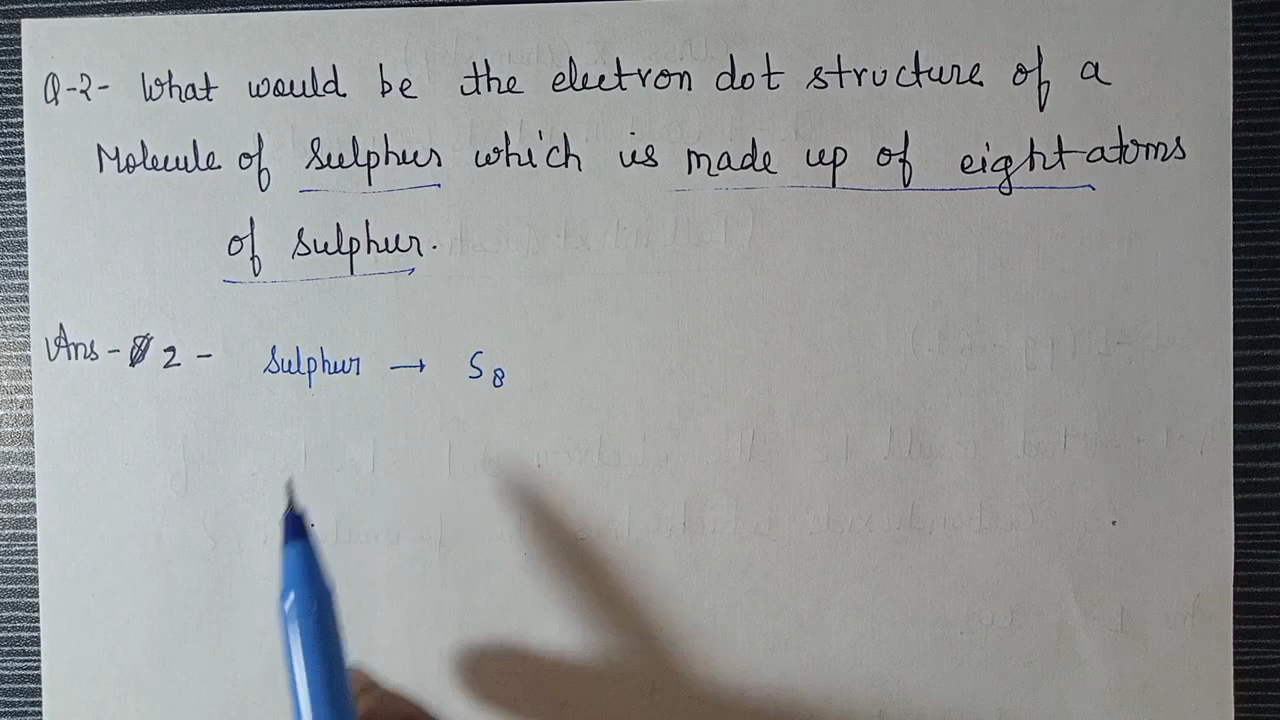 Q-2- What would be the electron dot structure of a
Molecule of Sulphur which is made up of eight atoms
of sulphur.
Ans - 2 - Sulphur → S₈